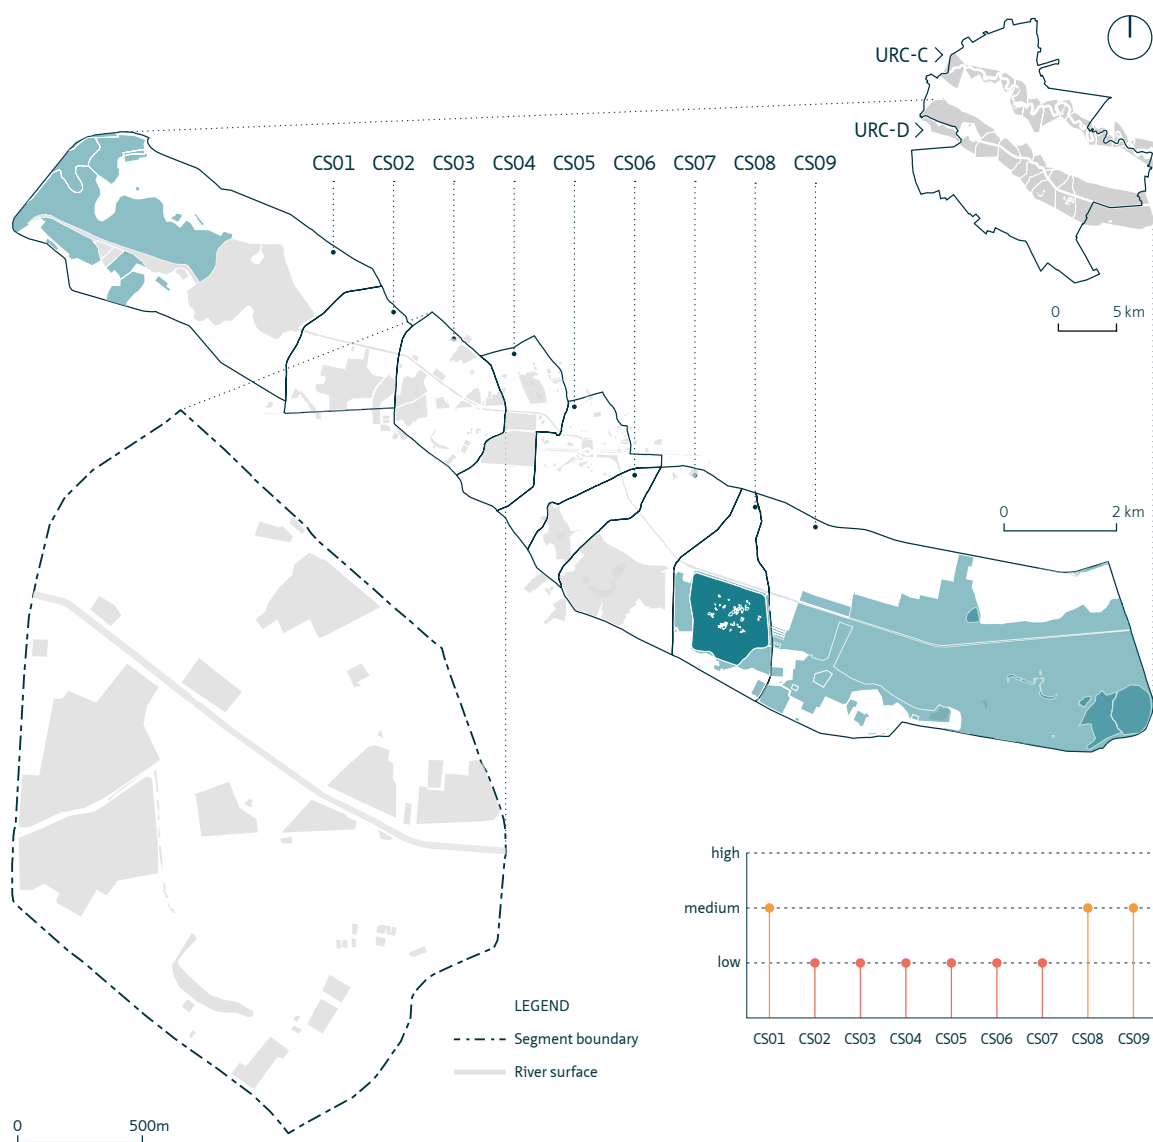 URC-C
URC-D
CS01 CS02 CS03 CS04 CS05 CS06 CS07 CS08 CS09
0 5 km
0 2 km
high
medium
low
CS01 CS02 CS03 CS04 CS05 CS06 CS07 CS08 CS09
LEGEND
Segment boundary
River surface
0 500m